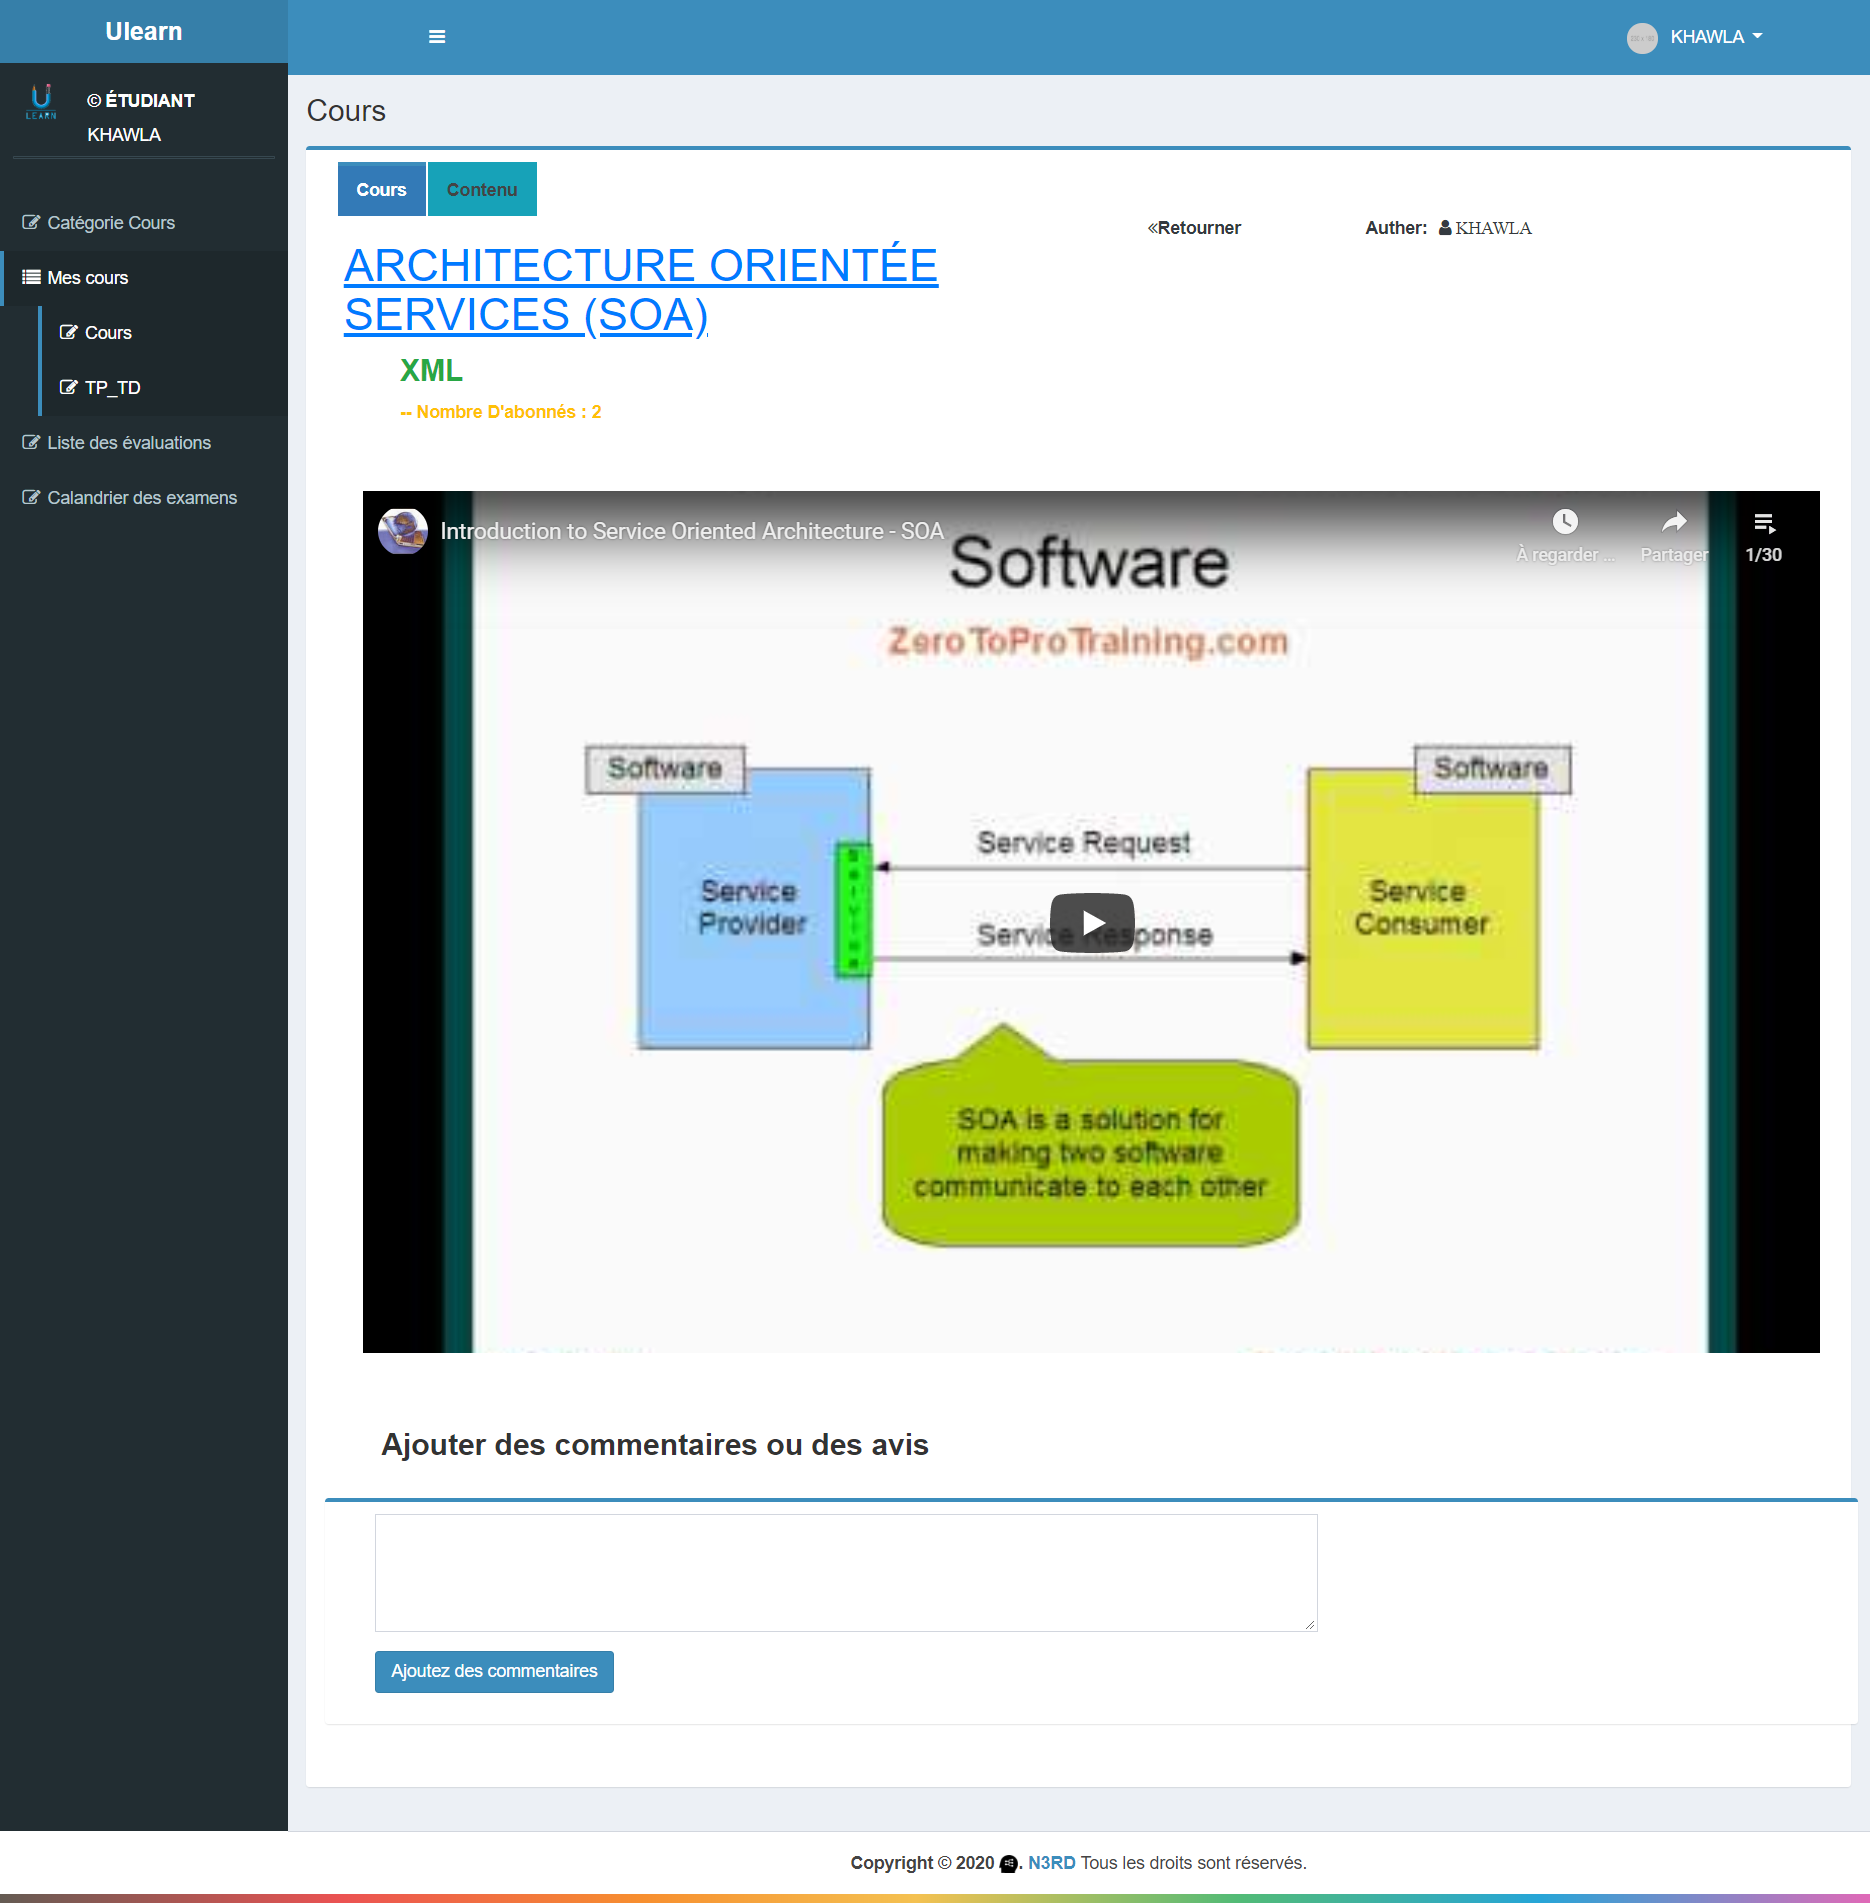 Ulearn
KHAWLA
LEARN
© ÉTUDIANT
KHAWLA
Catégorie Cours
Mes cours
Cours
TP_TD
Liste des évaluations
Calandrier des examens
Cours
Cours
Contenu
«Retourner
Auther: KHAWLA
ARCHITECTURE ORIENTÉE
SERVICES (SOA)
XML
-- Nombre D'abonnés : 2
Introduction to Service Oriented Architecture - SOA
À regarder ...
Partager
1/30
Software
ZeroToProTraining.com
Software
Software
Service Request
Service
Provider
Service
Service
Consumer
Service Response
SOA is a solution for
making two software
communicate to each other
Ajouter des commentaires ou des avis
Ajoutez des commentaires
Copyright © 2020 . N3RD Tous les droits sont réservés.